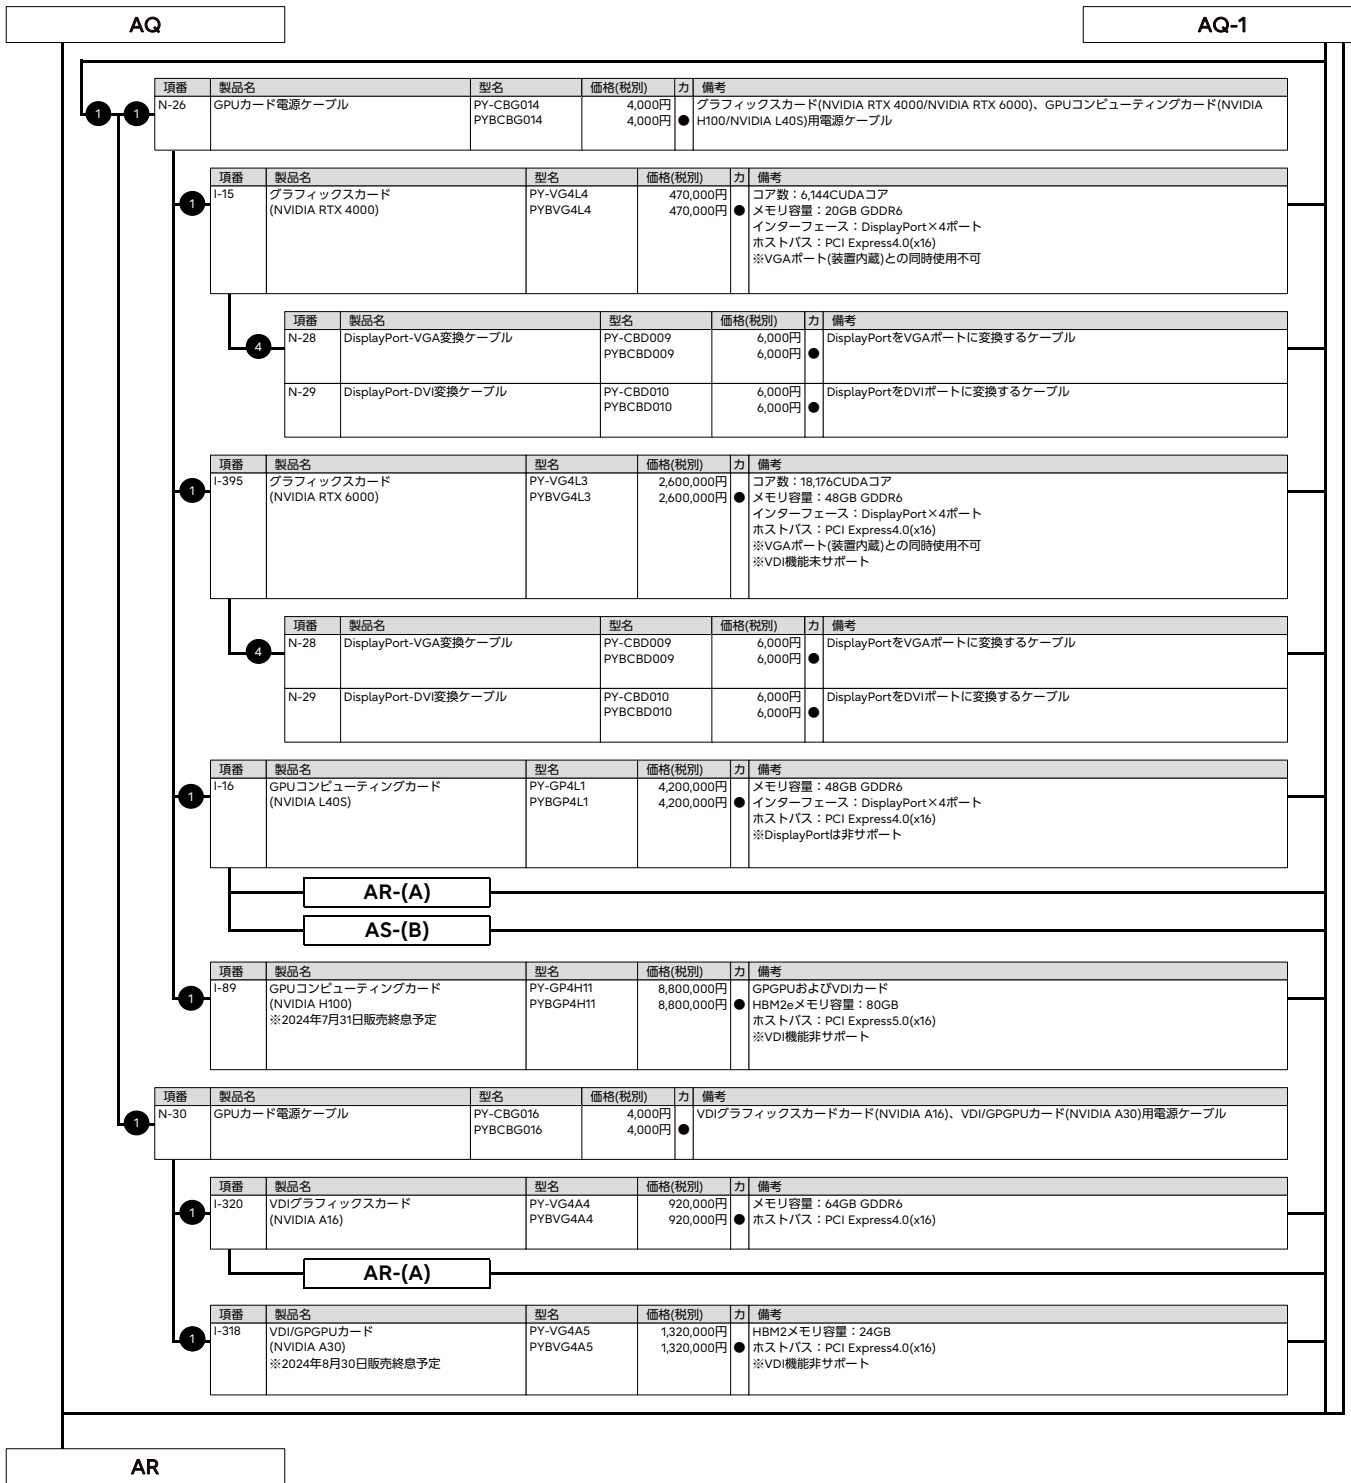 AQ
AQ-1
項番 製品名 型名 価格(税別) カ 備考
1 1 N-26 GPUカード電源ケーブル PY-CBG014 4,000円 グラフィックスカード(NVIDIA RTX 4000/NVIDIA RTX 6000)、GPUコンピューティングカード(NVIDIA
PYBCBG014 4,000円 ● H100/NVIDIA L40S)用電源ケーブル
項番 製品名 型名 価格(税別) カ 備考
1 I-15 グラフィックスカード PY-VG4L4 470,000円 コア数：6,144CUDAコア
(NVIDIA RTX 4000) PYBVG4L4 470,000円 ● メモリ容量：20GB GDDR6
インターフェース：DisplayPort×4ポート
ホストバス：PCI Express4.0(x16)
※VGAポート(装置内蔵)との同時使用不可
項番 製品名 型名 価格(税別) カ 備考
4 N-28 DisplayPort-VGA変換ケーブル PY-CBD009 6,000円 DisplayPortをVGAポートに変換するケーブル
PYBCBD009 6,000円 ●
N-29 DisplayPort-DVI変換ケーブル PY-CBD010 6,000円 DisplayPortをDVIポートに変換するケーブル
PYBCBD010 6,000円 ●
項番 製品名 型名 価格(税別) カ 備考
1 I-395 グラフィックスカード PY-VG4L3 2,600,000円 コア数：18,176CUDAコア
(NVIDIA RTX 6000) PYBVG4L3 2,600,000円 ● メモリ容量：48GB GDDR6
インターフェース：DisplayPort×4ポート
ホストバス：PCI Express4.0(x16)
※VGAポート(装置内蔵)との同時使用不可
※VDI機能未サポート
項番 製品名 型名 価格(税別) カ 備考
4 N-28 DisplayPort-VGA変換ケーブル PY-CBD009 6,000円 DisplayPortをVGAポートに変換するケーブル
PYBCBD009 6,000円 ●
N-29 DisplayPort-DVI変換ケーブル PY-CBD010 6,000円 DisplayPortをDVIポートに変換するケーブル
PYBCBD010 6,000円 ●
項番 製品名 型名 価格(税別) カ 備考
1 I-16 GPUコンピューティングカード PY-GP4L1 4,200,000円 メモリ容量：48GB GDDR6
(NVIDIA L40S) PYBGP4L1 4,200,000円 ● インターフェース：DisplayPort×4ポート
ホストバス：PCI Express4.0(x16)
※DisplayPortは非サポート
AR-(A)
AS-(B)
項番 製品名 型名 価格(税別) カ 備考
1 I-89 GPUコンピューティングカード PY-GP4H11 8,800,000円 GPGPUおよびVDIカード
(NVIDIA H100) PYBGP4H11 8,800,000円 ● HBM2eメモリ容量：80GB
※2024年7月31日販売終息予定 ホストバス：PCI Express5.0(x16)
※VDI機能非サポート
項番 製品名 型名 価格(税別) カ 備考
1 N-30 GPUカード電源ケーブル PY-CBG016 4,000円 VDIグラフィックスカードカード(NVIDIA A16)、VDI/GPGPUカード(NVIDIA A30)用電源ケーブル
PYBCBG016 4,000円 ●
項番 製品名 型名 価格(税別) カ 備考
1 I-320 VDIグラフィックスカード PY-VG4A4 920,000円 メモリ容量：64GB GDDR6
(NVIDIA A16) PYBVG4A4 920,000円 ● ホストバス：PCI Express4.0(x16)
AR-(A)
項番 製品名 型名 価格(税別) カ 備考
1 I-318 VDI/GPGPUカード PY-VG4A5 1,320,000円 HBM2メモリ容量：24GB
(NVIDIA A30) PYBVG4A5 1,320,000円 ● ホストバス：PCI Express4.0(x16)
※2024年8月30日販売終息予定 ※VDI機能非サポート
AR